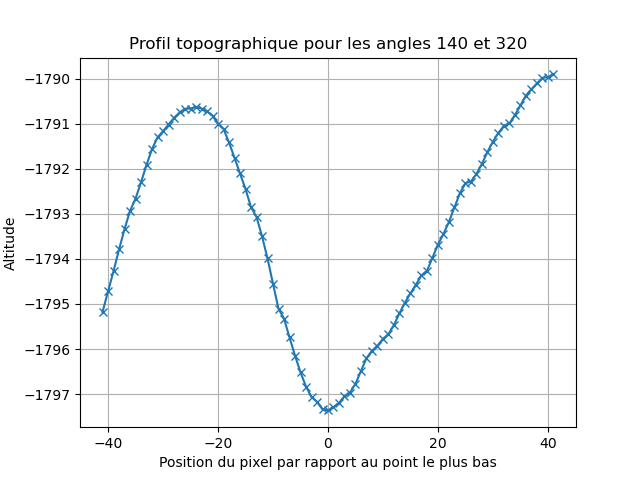 Profil topographique pour les angles 140 et 320
Altitude
−1790
−1791
−1792
−1793
−1794
−1795
−1796
−1797
−40 −20 0 20 40
Position du pixel par rapport au point le plus bas